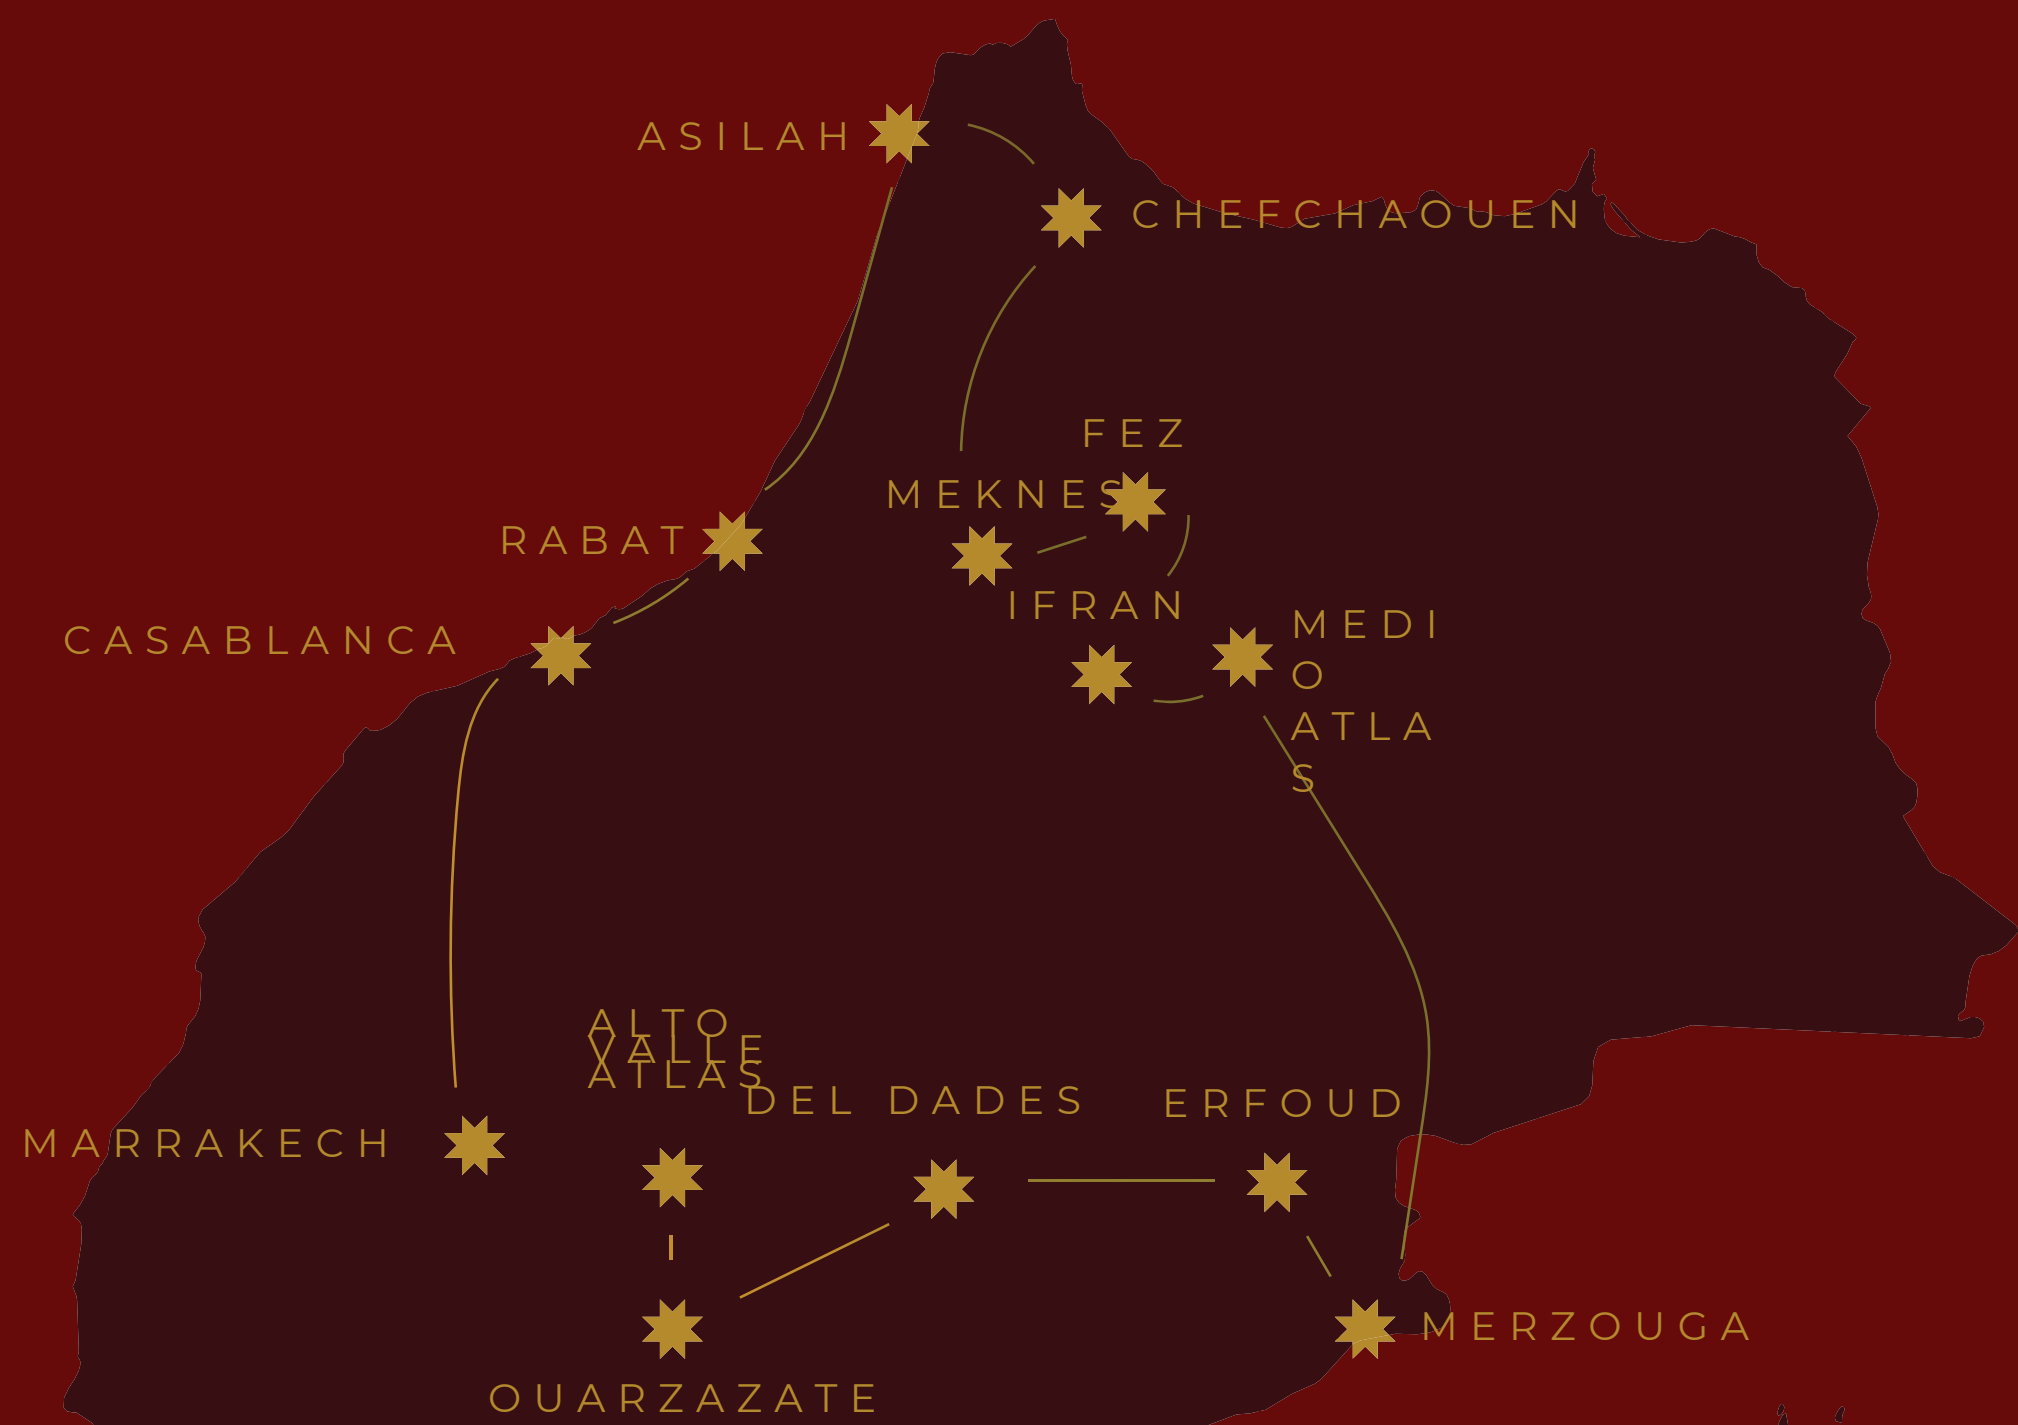 ASILAH
CHEFCHAOUEN
FEZ
MEKNES
RABAT
IFRAN
CASABLANCA
MEDI
O
ATLA
S
ALTO
ATLAS
VALLE
DEL DADES
ERFOUD
MARRAKECH
MERZOUGA
OUARZAZATE